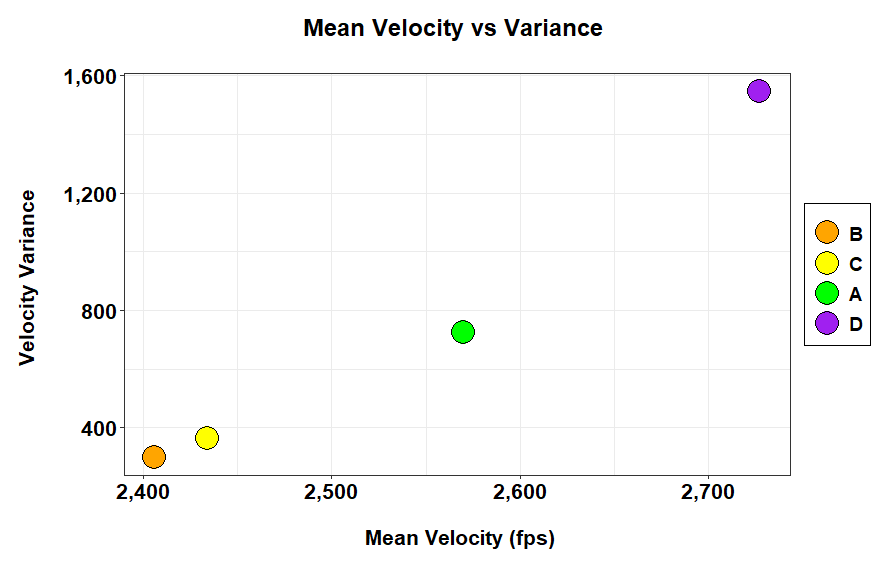 Mean Velocity vs Variance
1,600
1,200
800
400
Velocity Variance
2,400 2,500 2,600 2,700
Mean Velocity (fps)
B
C
A
D